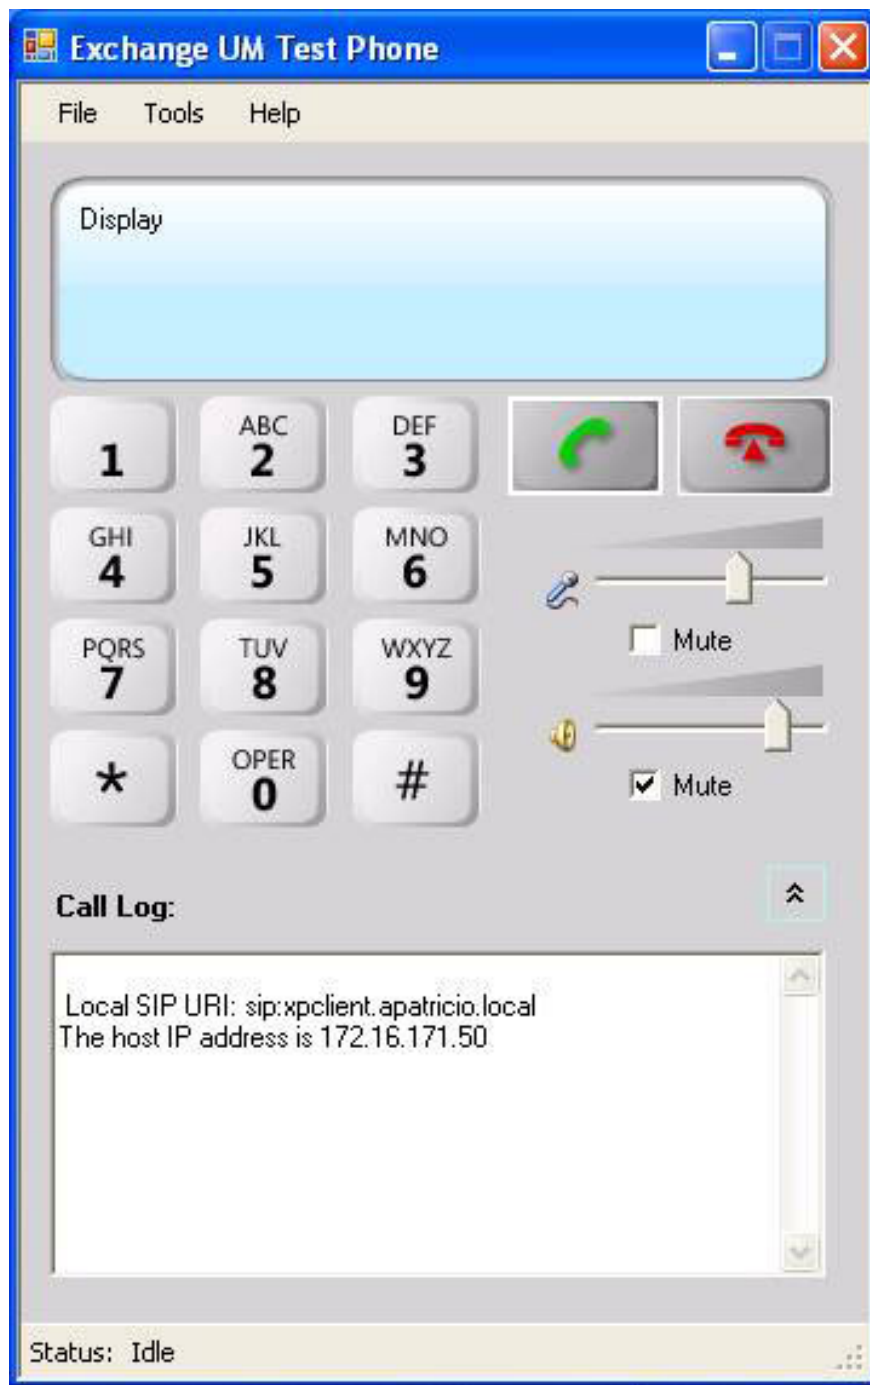 Exchange UM Test Phone
File Tools Help
Display
1
ABC
2
DEF
3
GHI
4
JKL
5
MNO
6
Mute
PQRS
7
TUV
8
WXYZ
9
*
OPER
0
#
Mute
Call Log:
Local SIP URI: sip:xpclient.apatricio.local
The host IP address is 172.16.171.50
Status: Idle